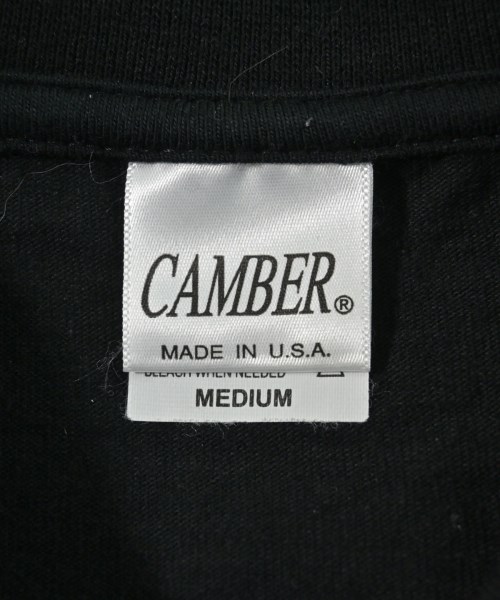 CAMBER®
MADE IN U.S.A.
BLEACH WHEN NEEDED
MEDIUM